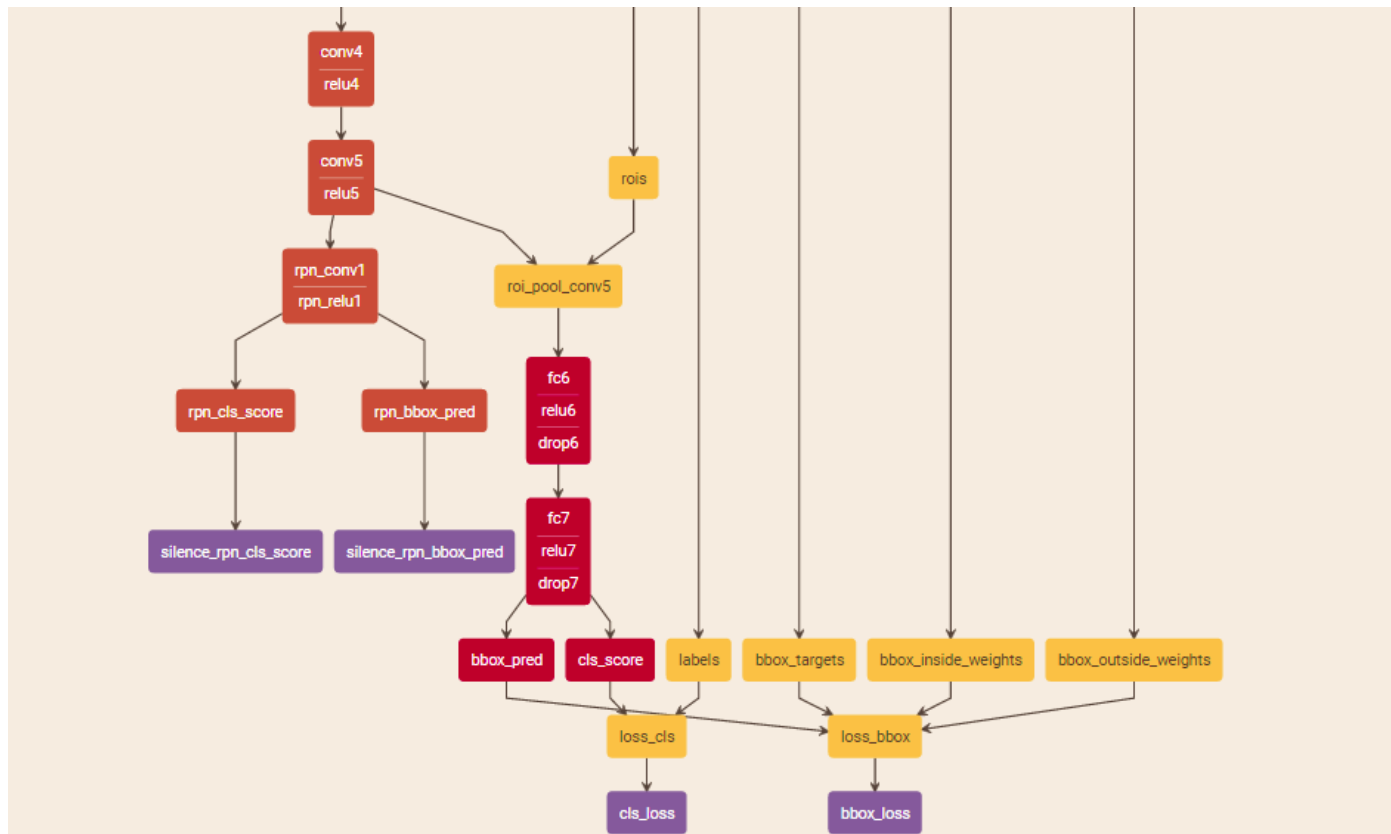 conv4
relu4
conv5
relu5
rois
rpn_conv1
rpn_relu1
roi_pool_conv5
fc6
relu6
drop6
rpn_cls_score
rpn_bbox_pred
fc7
relu7
drop7
silence_rpn_cls_score
silence_rpn_bbox_pred
bbox_pred
cls_score
labels
bbox_targets
bbox_inside_weights
bbox_outside_weights
loss_cls
loss_bbox
cls_loss
bbox_loss